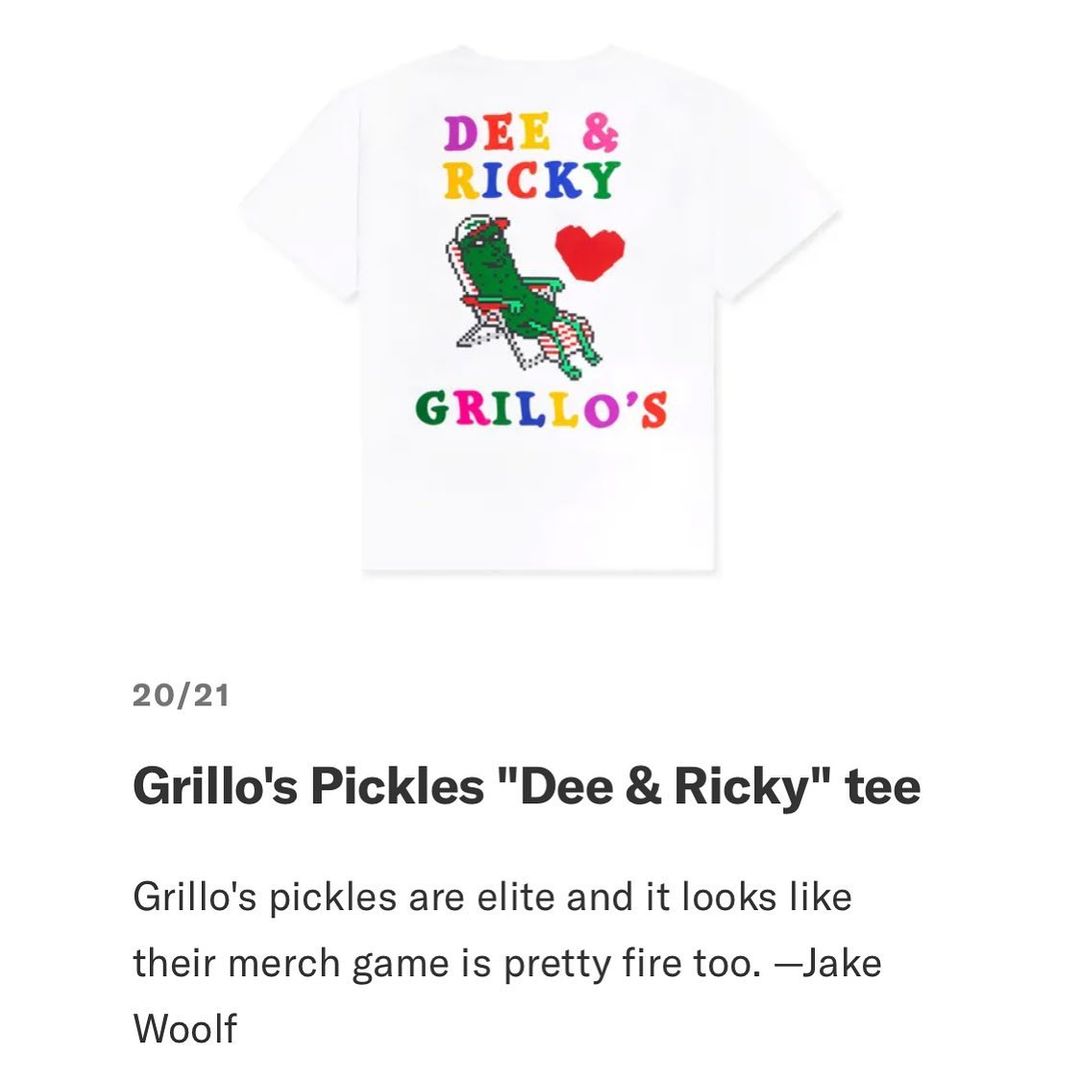 DEE &
RICKY
GRILLO'S
20/21
Grillo's Pickles "Dee & Ricky" tee
Grillo's pickles are elite and it looks like
their merch game is pretty fire too. —Jake
Woolf